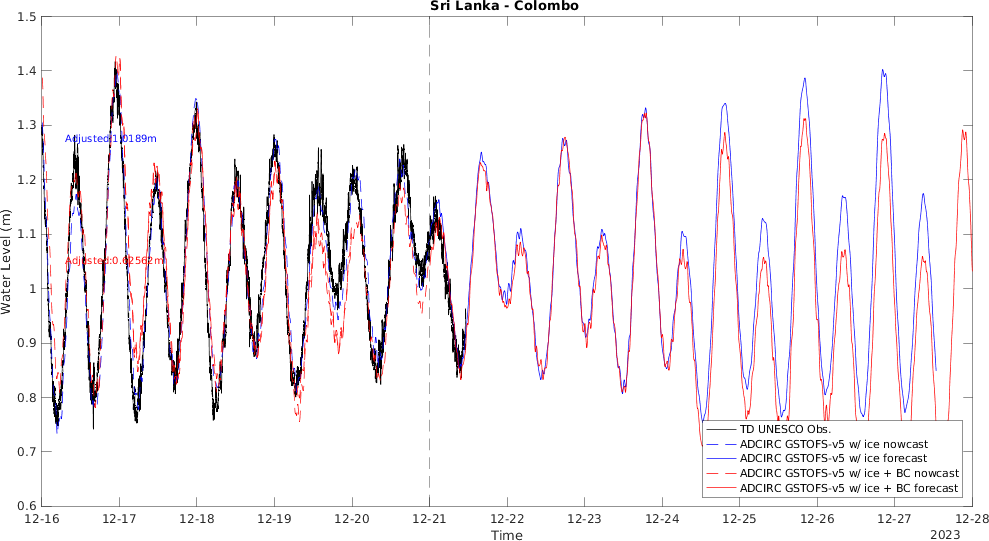 Sri Lanka - Colombo
1.5
1.4
1.3
Adjusted:1.0189m
1.2
1.1
Adjusted:0.62562m
1
0.9
0.8
0.7
0.6
Water Level (m)
TD UNESCO Obs.
ADCIRC GSTOFS-v5 w/ ice nowcast
ADCIRC GSTOFS-v5 w/ ice forecast
ADCIRC GSTOFS-v5 w/ ice + BC nowcast
ADCIRC GSTOFS-v5 w/ ice + BC forecast
12-16 12-17 12-18 12-19 12-20 12-21 12-22 12-23 12-24 12-25 12-26 12-27 12-28
Time
2023